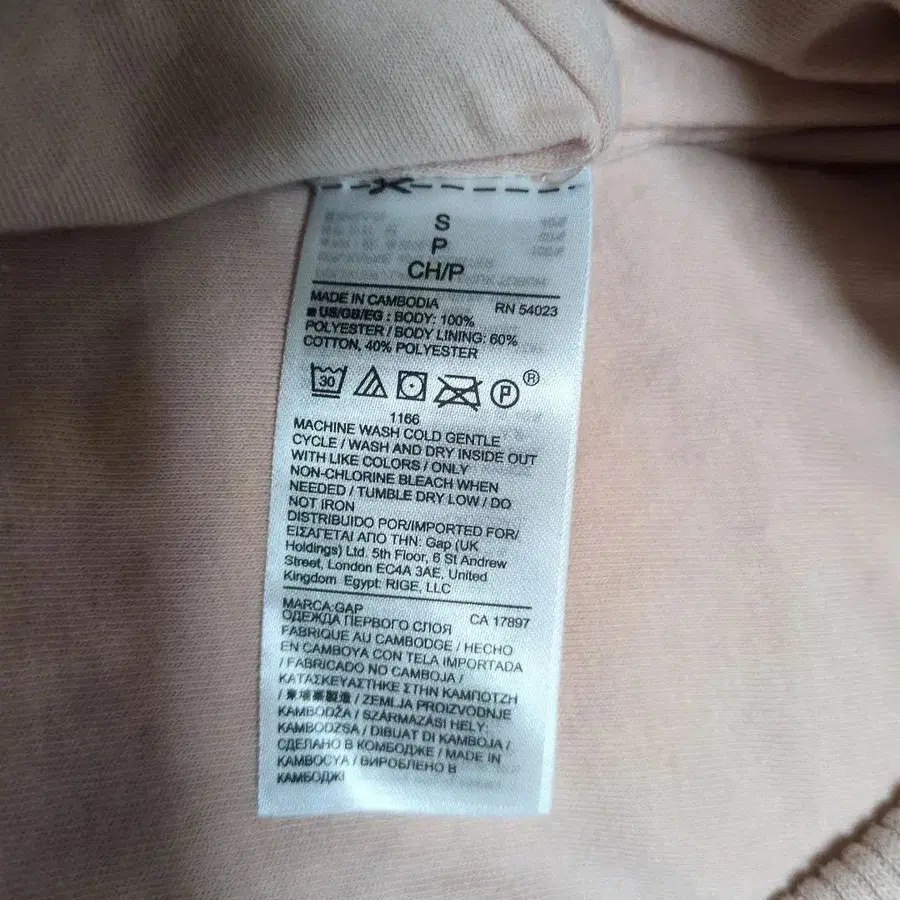 S
P
CH/P
MADE IN CAMBODIA RN 54023
US/GB/EG : BODY: 100%
POLYESTER / BODY LINING: 60%
COTTON, 40% POLYESTER
30 P ®
1166
MACHINE WASH COLD GENTLE
CYCLE / WASH AND DRY INSIDE OUT
WITH LIKE COLORS / ONLY
NON-CHLORINE BLEACH WHEN
NEEDED / TUMBLE DRY LOW / DO
NOT IRON
DISTRIBUIDO POR/IMPORTED FOR/
ΕΙΣΑΓΕΤΑΙ ΑΠΟ ΤΗΝ: Gap (UK
Holdings) Ltd. 5th Floor, 6 St Andrew
Street, London EC4A 3AE, United
Kingdom Egypt: RIGE, LLC
MARCA:GAP CA 17897
ОДЕЖДА ПЕРВОГО СЛОЯ
FABRIQUE AU CAMBODGE / HECHO
EN CAMBOYA CON TELA IMPORTADA
/ FABRICADO NO CAMBOJA /
ΚΑΤΑΣΚΕΥΑΣΤΗΚΕ ΣΤΗΝ ΚΑΜΠΟΤΖΗ
/ 柬埔寨製造 / ZEMLJA PROIZVODNJE
KAMBODŽA / SZÁRMAZÁSI HELY:
KAMBODZSA / DIBUAT DI KAMBOJA /
СДЕЛАНО В КОМБОДЖЕ / MADE IN
KAMBOÇYA / ВИРОБЛЕНО В
КАМБОДЖІ